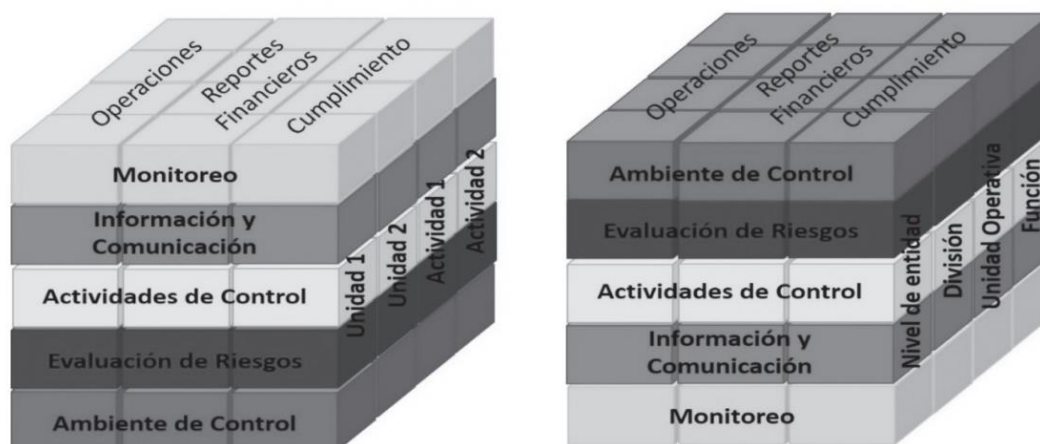 Operaciones
Reportes
Financieros
Cumplimiento
Monitoreo
Información y
Comunicación
Actividades de Control
Evaluación de Riesgos
Ambiente de Control
Unidad 1
Unidad 2
Actividad 1
Actividad 2
Operaciones
Reportes
Financieros
Cumplimiento
Ambiente de Control
Evaluación de Riesgos
Actividades de Control
Información y
Comunicación
Monitoreo
Nivel de entidad
División
Unidad Operativa
Función